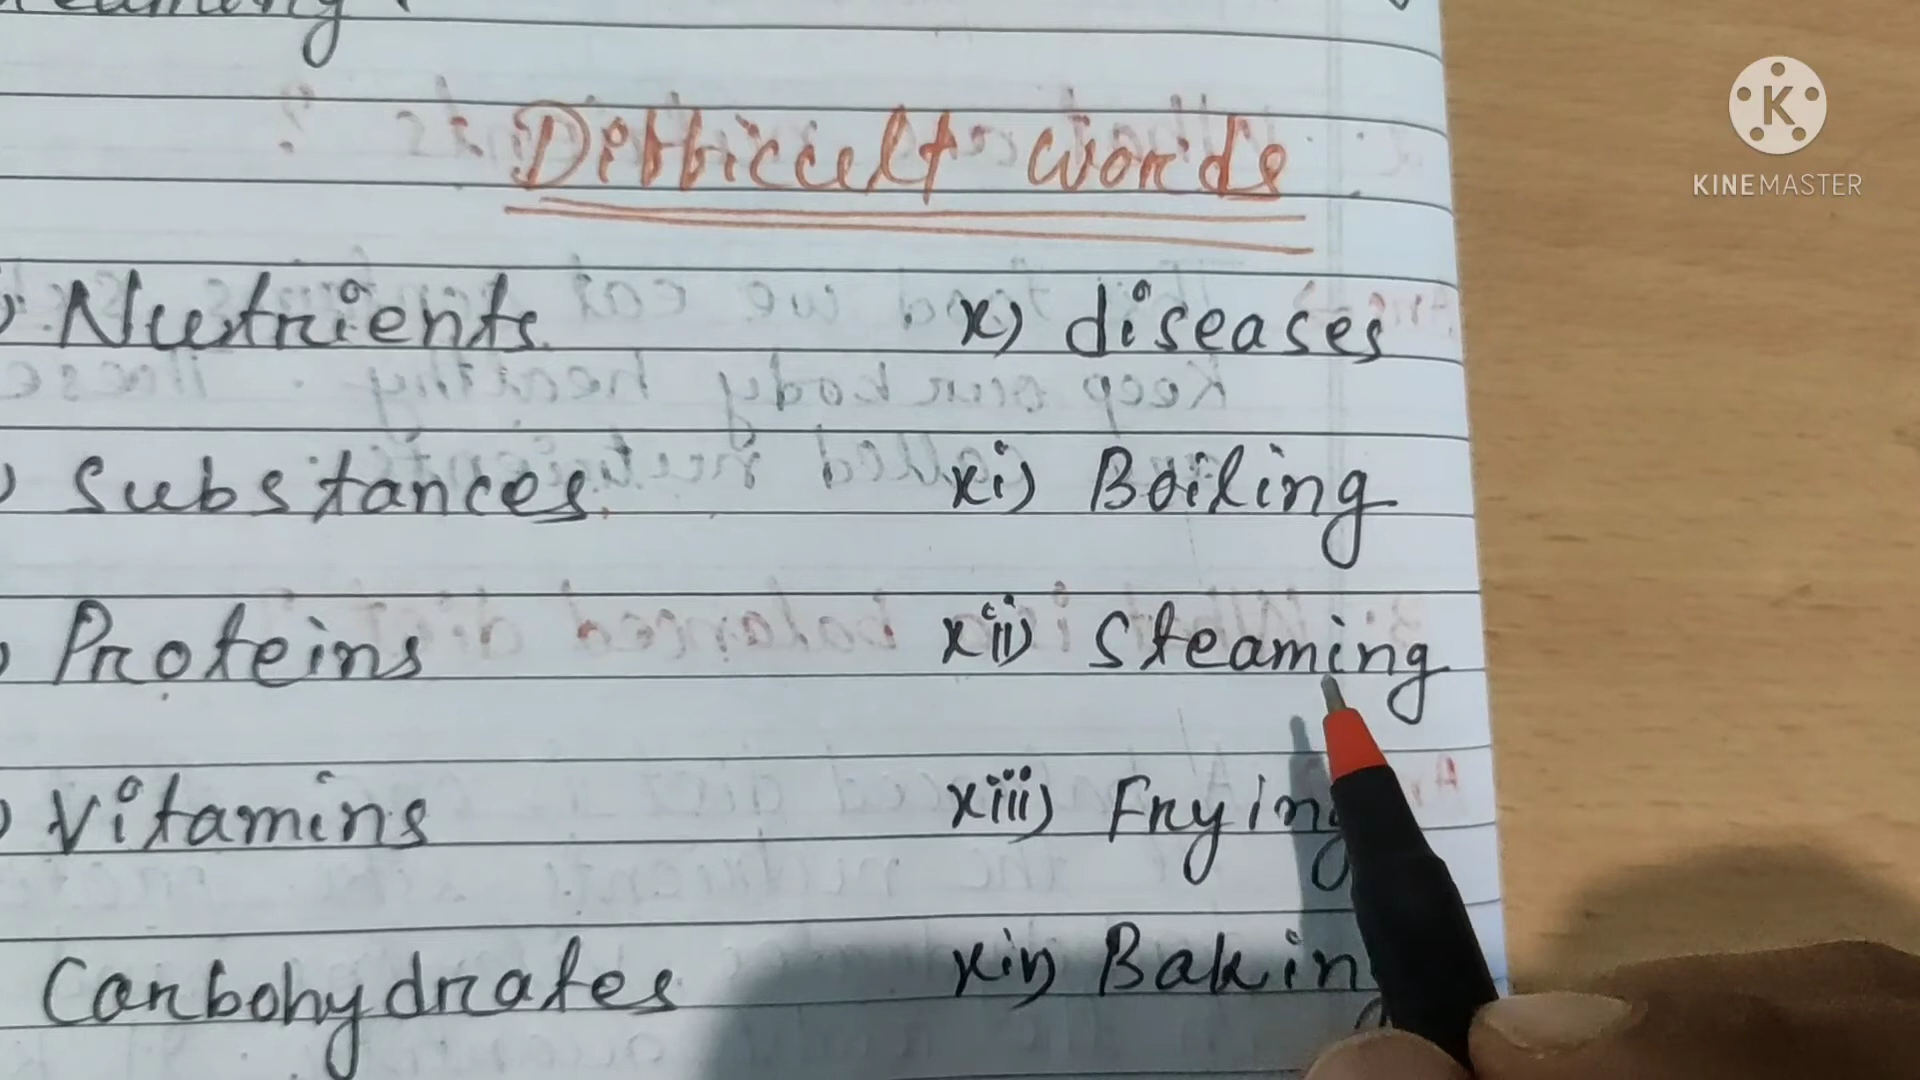 Difficult words
Nutrients
Substances
Proteins
Vitamins
Carbohydrates
x) diseases
xi) Boiling
xii) Steaming
xiii) Frying
xiv) Baking
K
KINEMASTER